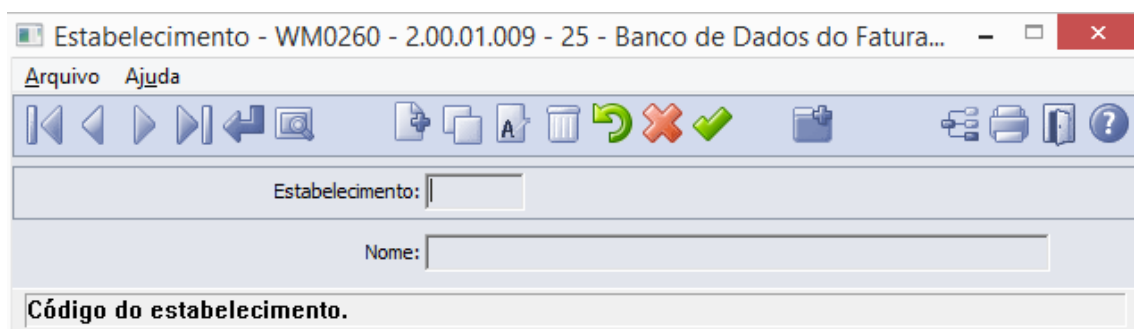 Estabelecimento - WM0260 - 2.00.01.009 - 25 - Banco de Dados do Fatura...
Arquivo Ajuda
A
?
Estabelecimento:
Nome:
Código do estabelecimento.